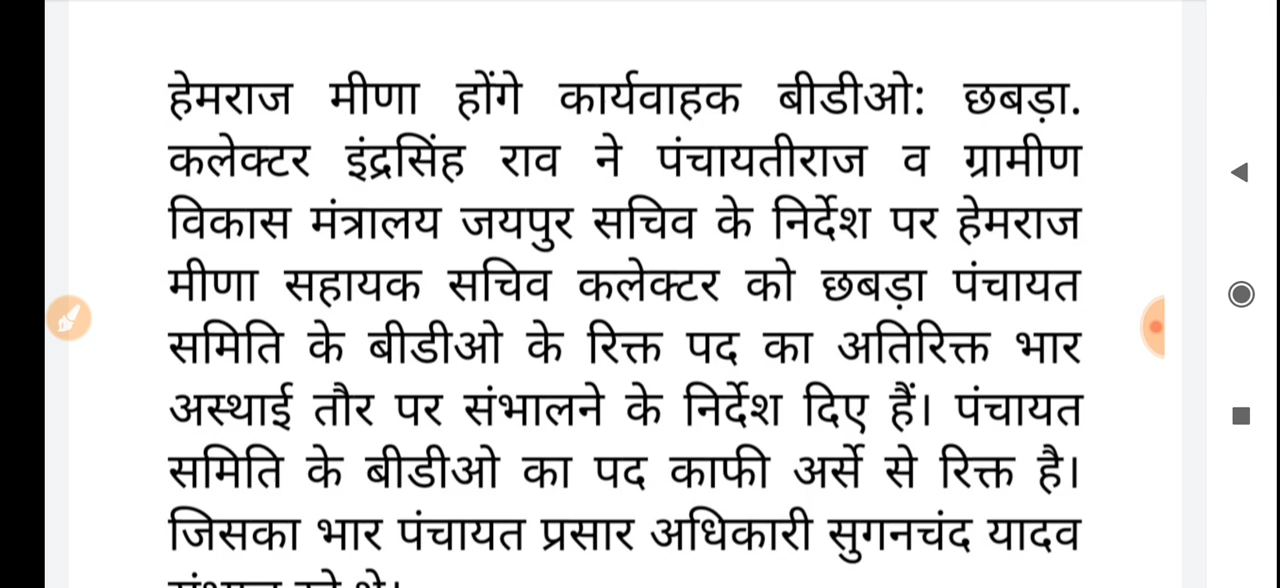 हेमराज मीणा होंगे कार्यवाहक बीडीओ: छबड़ा.
कलेक्टर इंद्रसिंह राव ने पंचायतीराज व ग्रामीण
विकास मंत्रालय जयपुर सचिव के निर्देश पर हेमराज
मीणा सहायक सचिव कलेक्टर को छबड़ा पंचायत
समिति के बीडीओ के रिक्त पद का अतिरिक्त भार
अस्थाई तौर पर संभालने के निर्देश दिए हैं। पंचायत
समिति के बीडीओ का पद काफी अर्से से रिक्त है।
जिसका भार पंचायत प्रसार अधिकारी सुगनचंद यादव